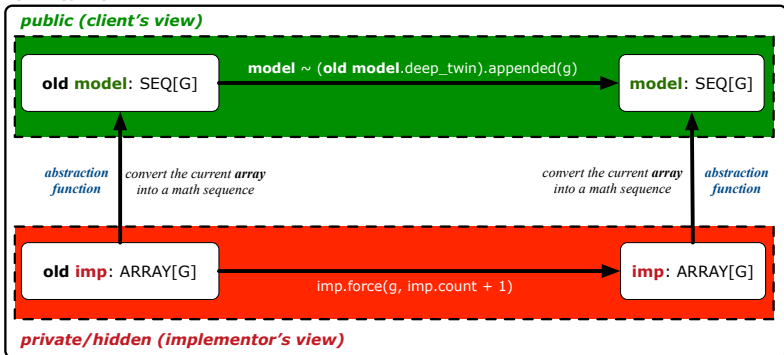 public (client's view)
old model: SEQ[G]
model ~ (old model.deep_twin).appended(g)
model: SEQ[G]
abstraction
function
convert the current array
into a math sequence
convert the current array
into a math sequence
abstraction
function
old imp: ARRAY[G]
imp.force(g, imp.count + 1)
imp: ARRAY[G]
private/hidden (implementor's view)